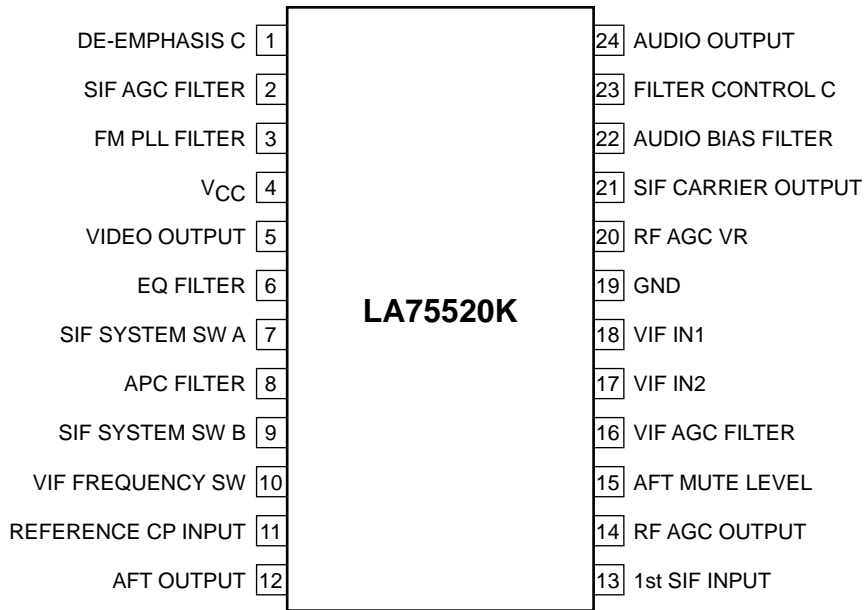 DE-EMPHASIS C 1 24 AUDIO OUTPUT
SIF AGC FILTER 2 23 FILTER CONTROL C
FM PLL FILTER 3 22 AUDIO BIAS FILTER
VCC 4 21 SIF CARRIER OUTPUT
VIDEO OUTPUT 5 20 RF AGC VR
EQ FILTER 6 19 GND
LA75520K
SIF SYSTEM SW A 7 18 VIF IN1
APC FILTER 8 17 VIF IN2
SIF SYSTEM SW B 9 16 VIF AGC FILTER
VIF FREQUENCY SW 10 15 AFT MUTE LEVEL
REFERENCE CP INPUT 11 14 RF AGC OUTPUT
AFT OUTPUT 12 13 1st SIF INPUT